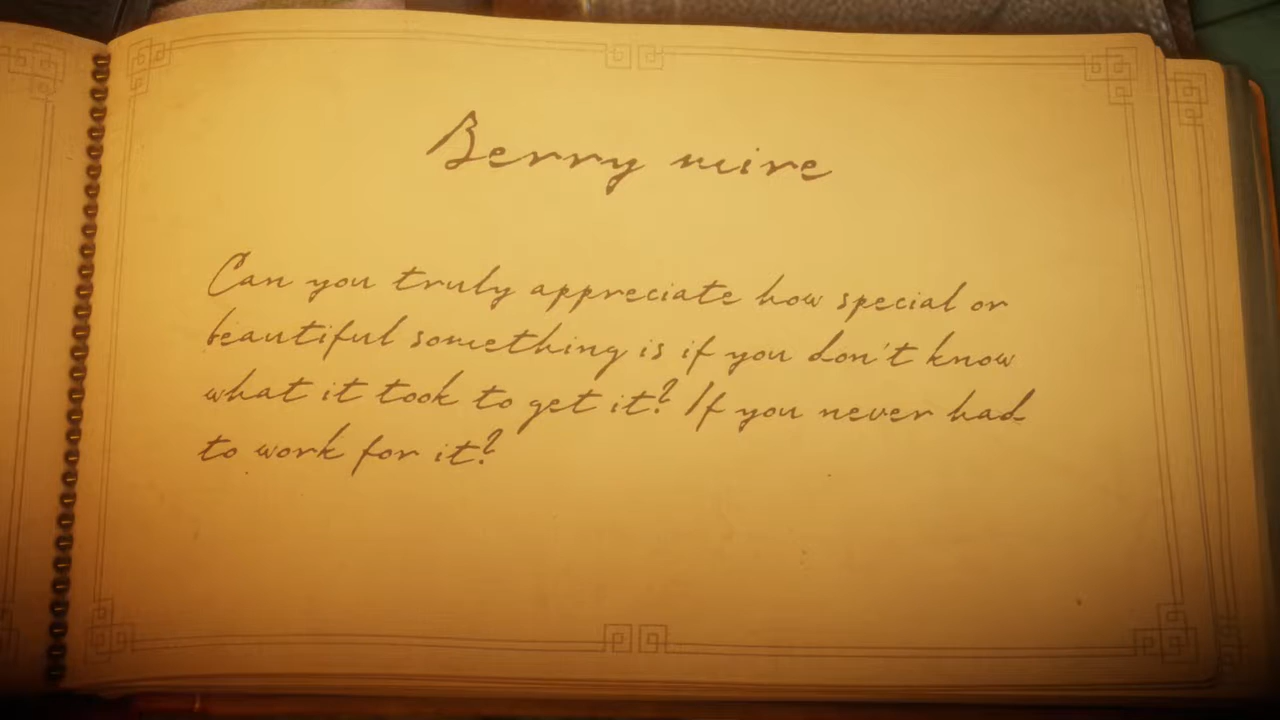 Berry mire
Can you truly appreciate how special or
beautiful something is if you don't know
what it took to get it? If you never had
to work for it?